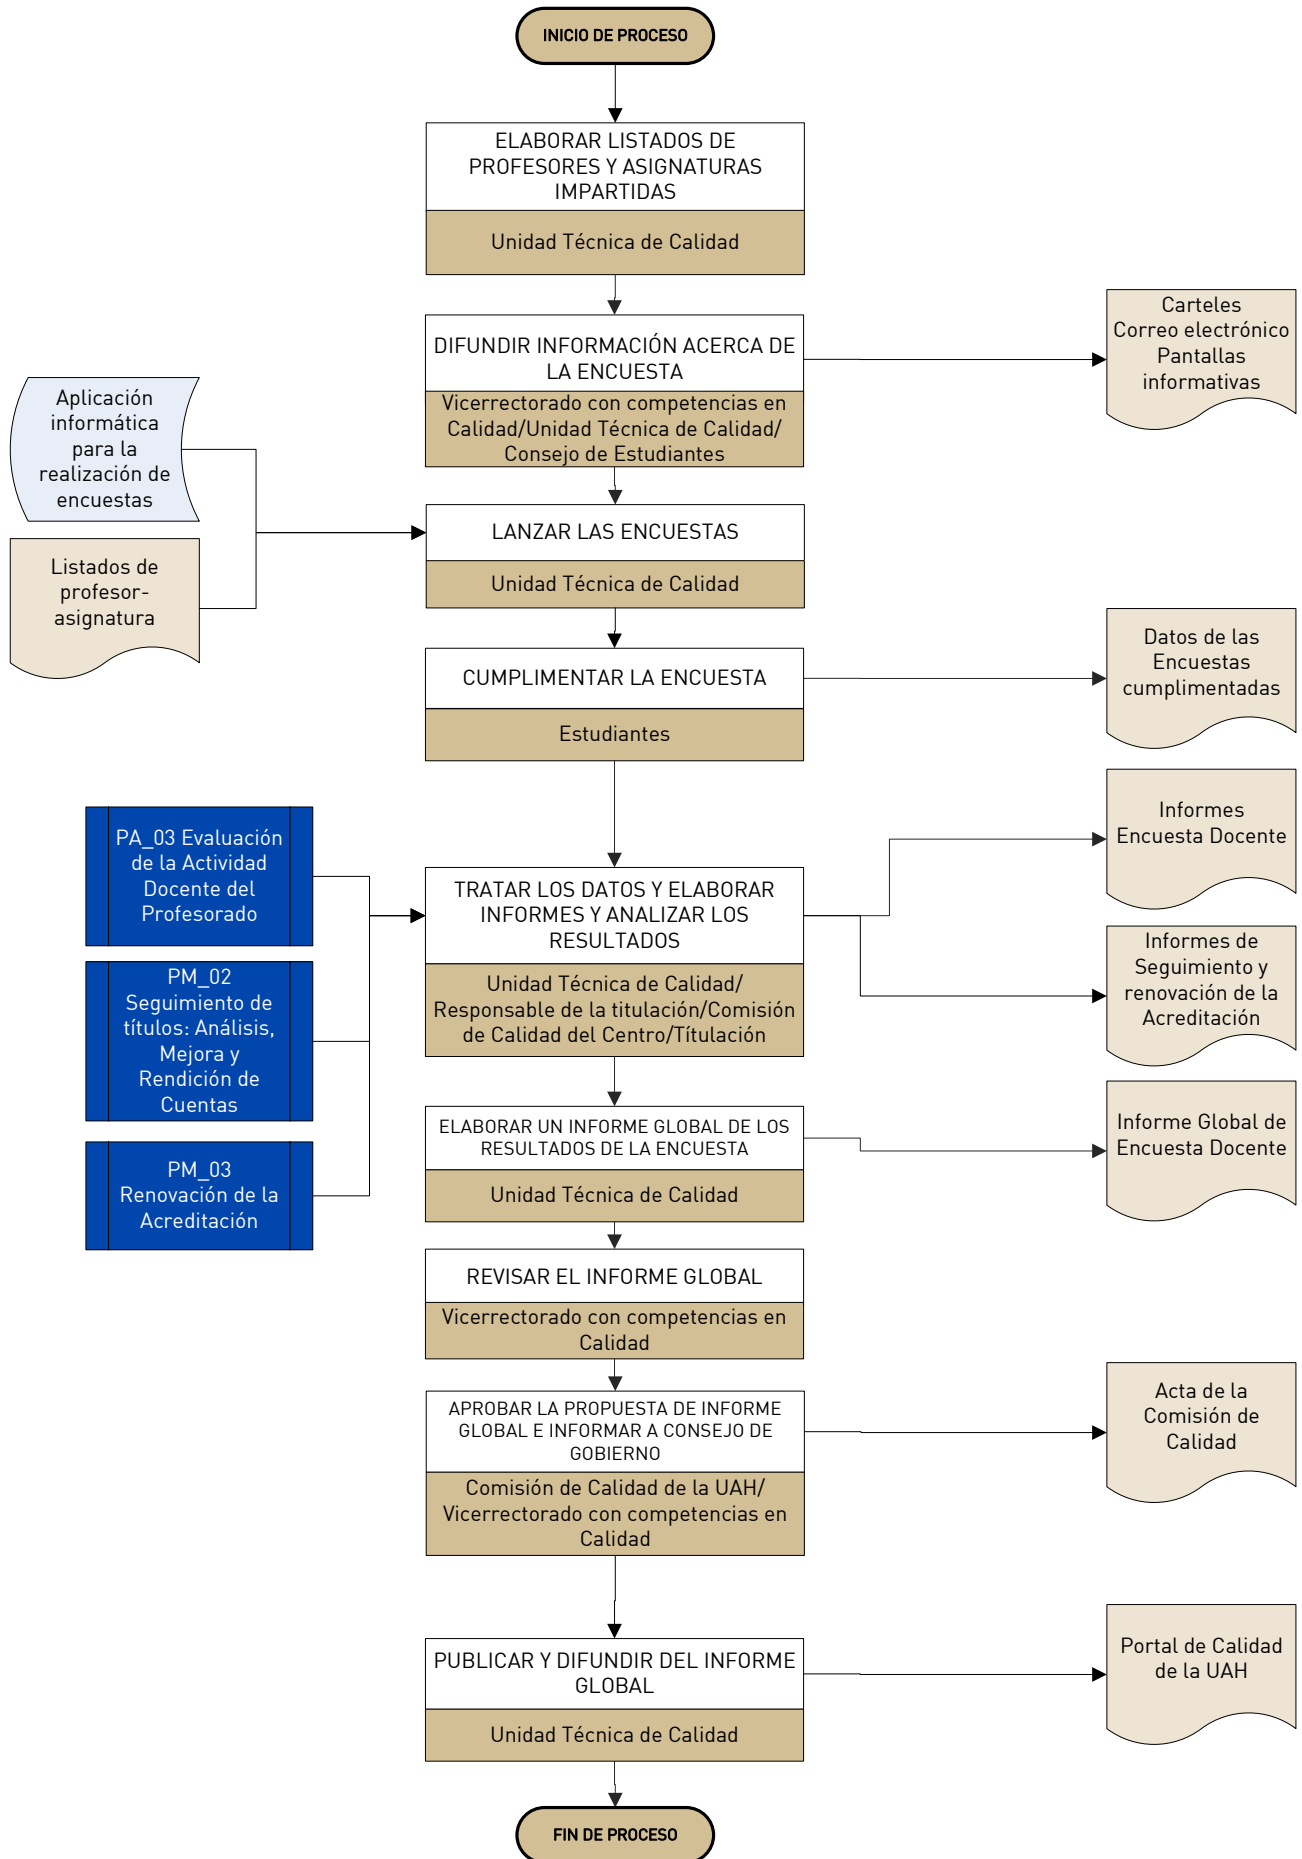 INICIO DE PROCESO
ELABORAR LISTADOS DE
PROFESORES Y ASIGNATURAS
IMPARTIDAS
Unidad Técnica de Calidad
DIFUNDIR INFORMACIÓN ACERCA DE
LA ENCUESTA
Vicerrectorado con competencias en
Calidad/Unidad Técnica de Calidad/
Consejo de Estudiantes
Carteles
Correo electrónico
Pantallas
informativas
Aplicación
informática
para la
realización de
encuestas
Listados de
profesor-
asignatura
LANZAR LAS ENCUESTAS
Unidad Técnica de Calidad
CUMPLIMENTAR LA ENCUESTA
Estudiantes
Datos de las
Encuestas
cumplimentadas
PA_03 Evaluación
de la Actividad
Docente del
Profesorado
PM_02
Seguimiento de
títulos: Análisis,
Mejora y
Rendición de
Cuentas
PM_03
Renovación de la
Acreditación
TRATAR LOS DATOS Y ELABORAR
INFORMES Y ANALIZAR LOS
RESULTADOS
Unidad Técnica de Calidad/
Responsable de la titulación/Comisión
de Calidad del Centro/Títulación
Informes
Encuesta Docente
Informes de
Seguimiento y
renovación de la
Acreditación
ELABORAR UN INFORME GLOBAL DE LOS
RESULTADOS DE LA ENCUESTA
Unidad Técnica de Calidad
Informe Global de
Encuesta Docente
REVISAR EL INFORME GLOBAL
Vicerrectorado con competencias en
Calidad
APROBAR LA PROPUESTA DE INFORME
GLOBAL E INFORMAR A CONSEJO DE
GOBIERNO
Comisión de Calidad de la UAH/
Vicerrectorado con competencias en
Calidad
Acta de la
Comisión de
Calidad
PUBLICAR Y DIFUNDIR DEL INFORME
GLOBAL
Unidad Técnica de Calidad
Portal de Calidad
de la UAH
FIN DE PROCESO